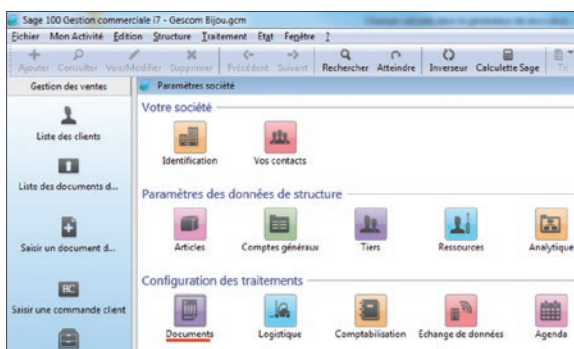 Sage 100 Gestion commerciale i7 - Gescom Bijou.gcm
Eichier Mon Activité Edition Structure Traitement Etat Fenêtre ?
Ajouter Consulter Voir/Modifier Supprimer Précédent Suivant Rechercher Atteindre Inverseur Calculette Sage Tri
Gestion des ventes
Paramètres société
Votre société
Liste des clients
Identification Vos contacts
Liste des documents d...
Paramètres des données de structure
Saisir un document d...
Articles Comptes généraux Tiers Ressources Analytique
Configuration des traitements
BC
Saisir une commande client
Documents Logistique Comptabilisation Echange de données Agenda